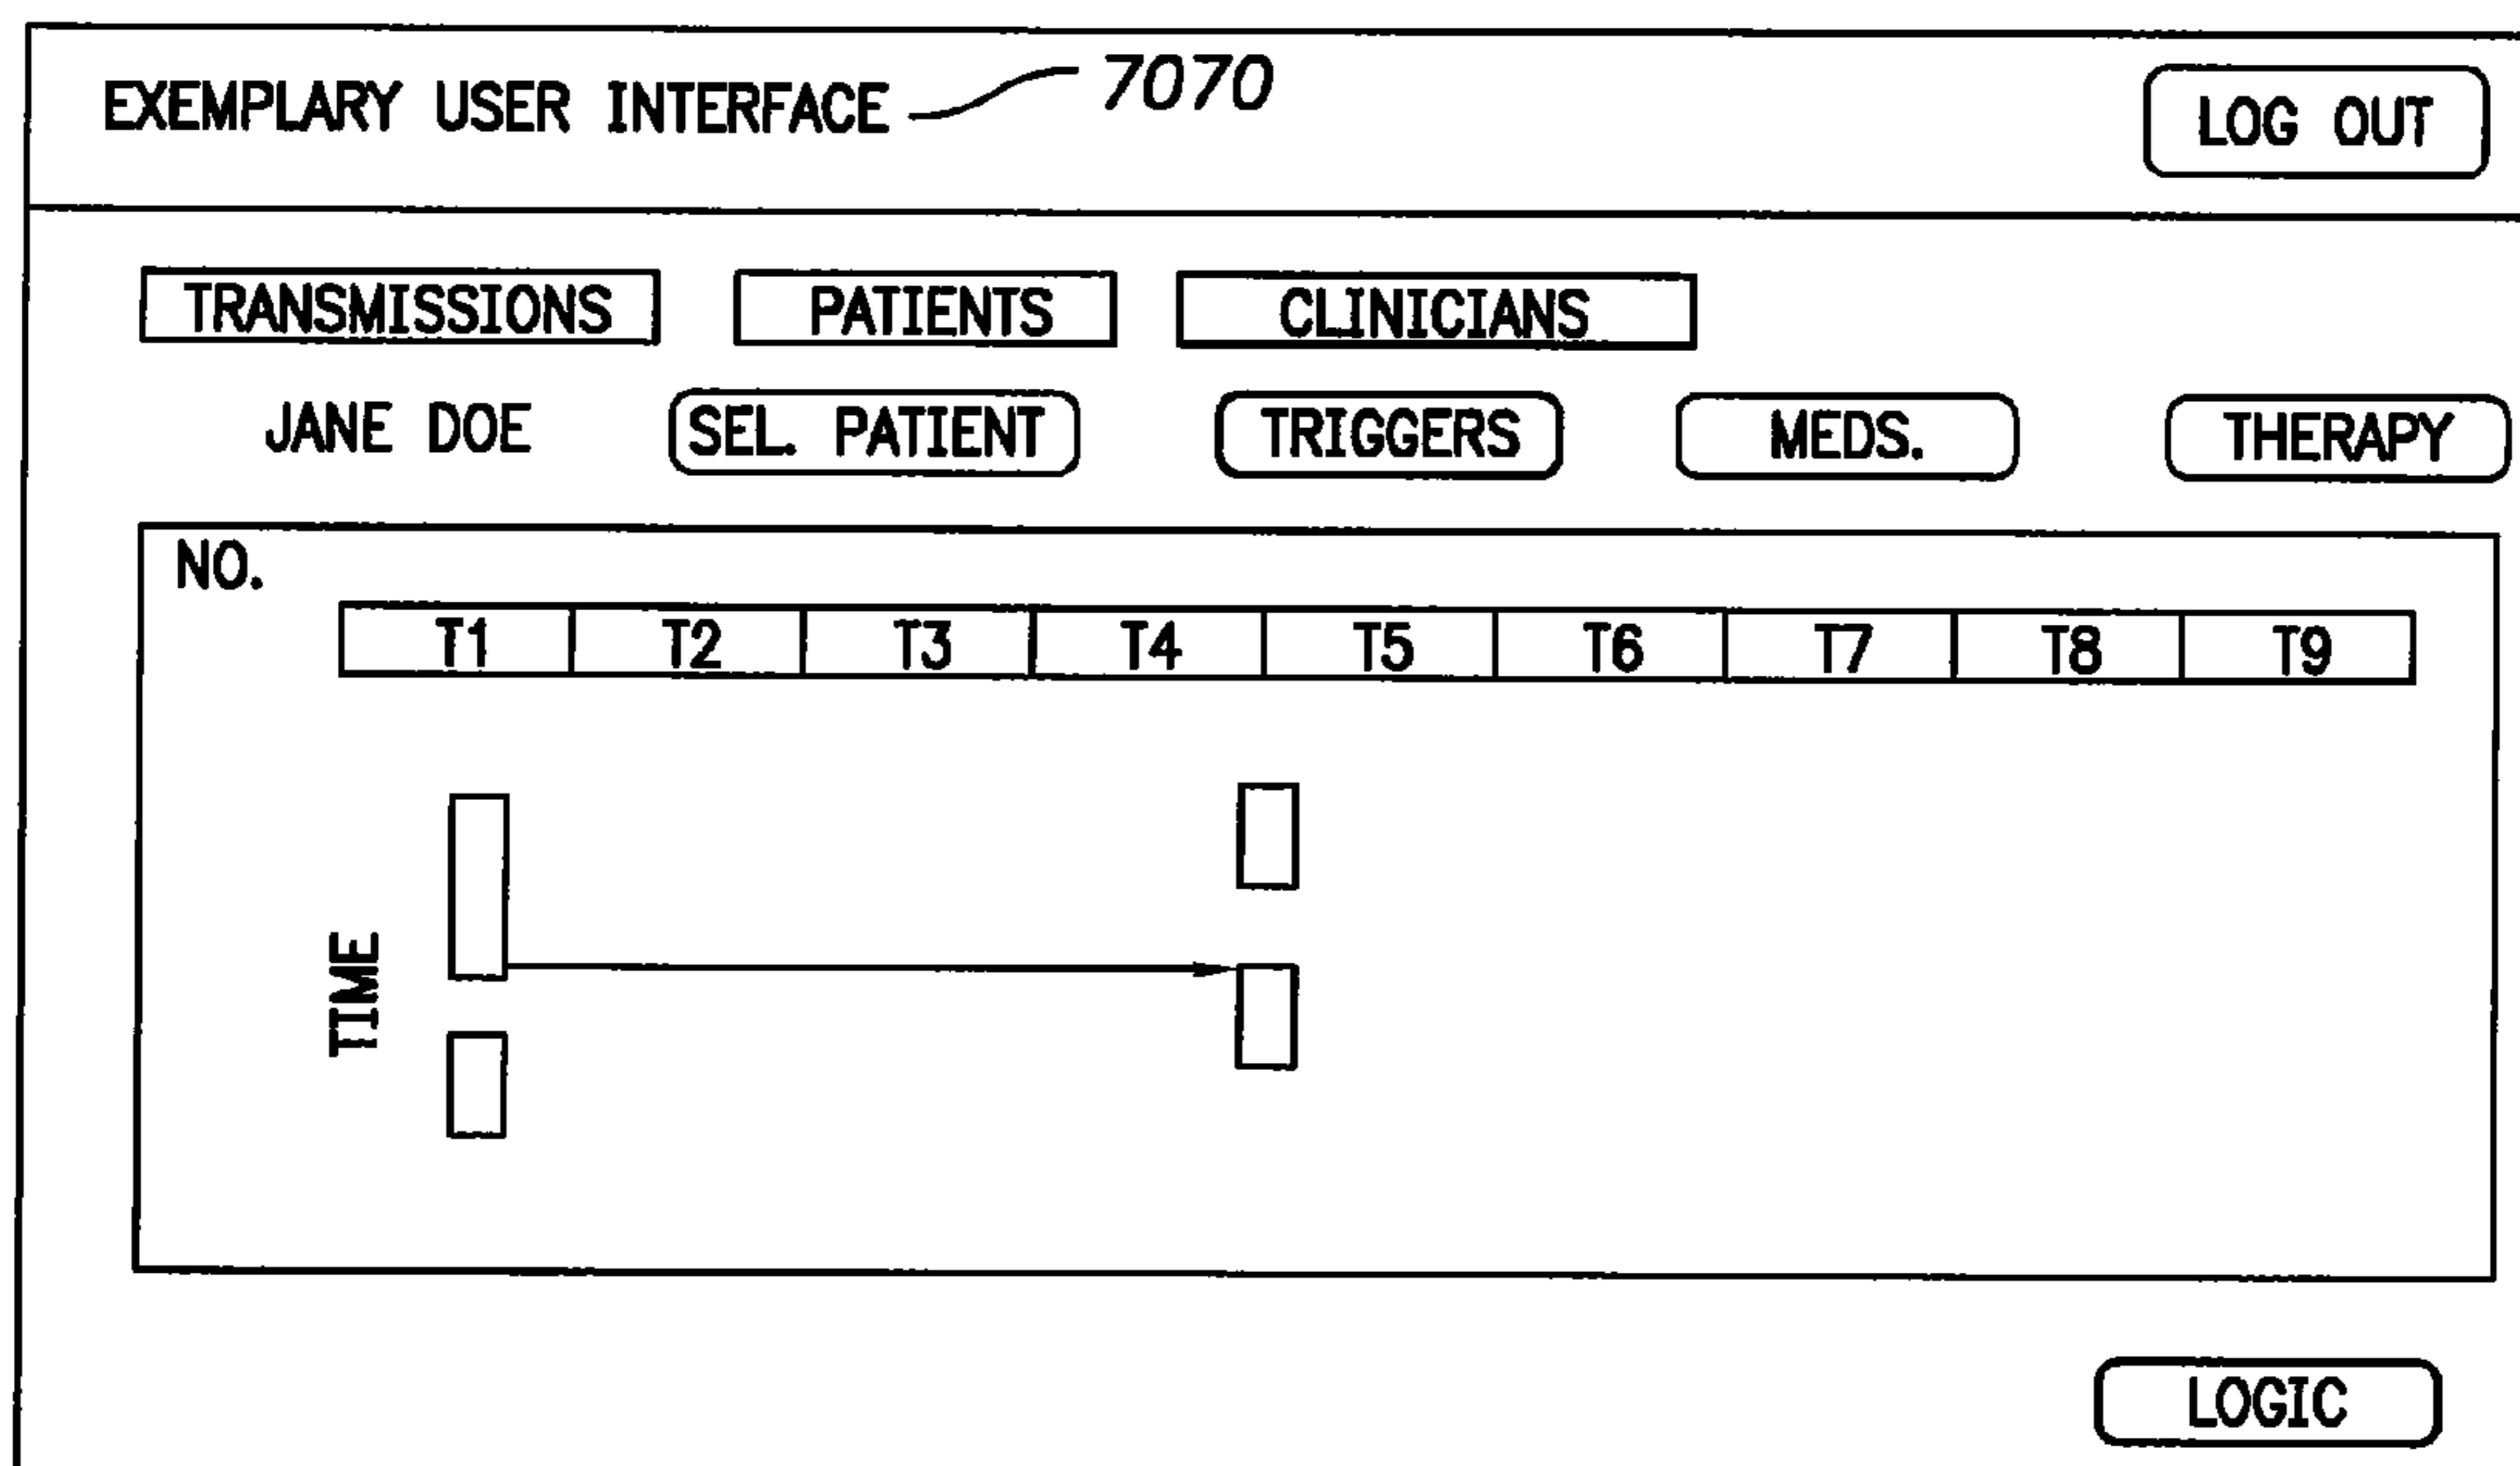 EXEMPLARY USER INTERFACE 7070 LOG OUT
TRANSMISSIONS PATIENTS CLINICIANS
JANE DOE SEL. PATIENT TRIGGERS MEDS. THERAPY
NO.
T1 T2 T3 T4 T5 T6 T7 T8 T9
TIME
LOGIC